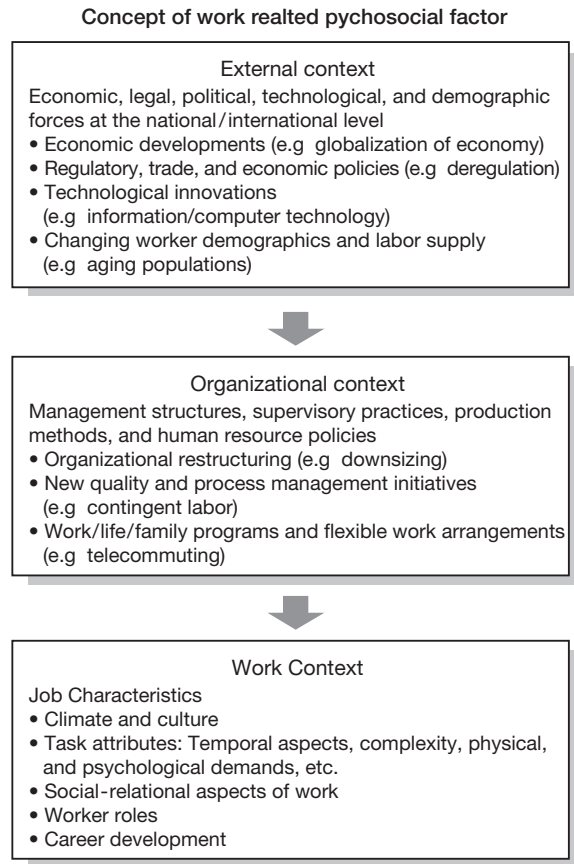 Concept of work realted pychosocial factor
External context
Economic, legal, political, technological, and demographic
forces at the national/international level
• Economic developments (e.g globalization of economy)
• Regulatory, trade, and economic policies (e.g deregulation)
• Technological innovations
(e.g information/computer technology)
• Changing worker demographics and labor supply
(e.g aging populations)
Organizational context
Management structures, supervisory practices, production
methods, and human resource policies
• Organizational restructuring (e.g downsizing)
• New quality and process management initiatives
(e.g contingent labor)
• Work/life/family programs and flexible work arrangements
(e.g telecommuting)
Work Context
Job Characteristics
• Climate and culture
• Task attributes: Temporal aspects, complexity, physical,
and psychological demands, etc.
• Social-relational aspects of work
• Worker roles
• Career development